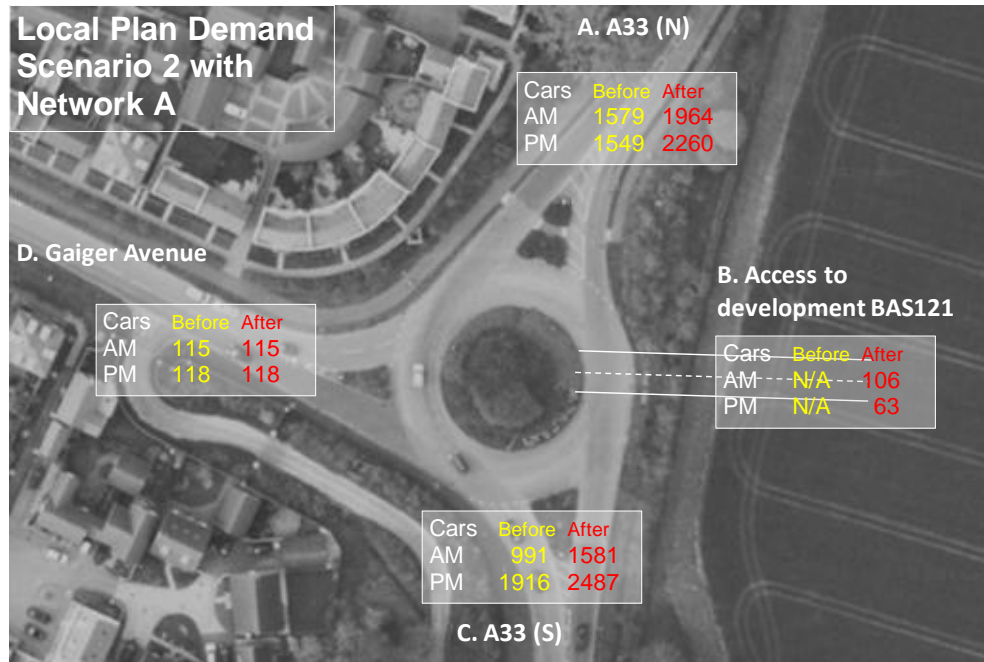 Local Plan Demand
Scenario 2 with
Network A
A. A33 (N)
Cars Before After
AM 1579 1964
PM 1549 2260
D. Gaiger Avenue
Cars Before After
AM 115 115
PM 118 118
B. Access to
development BAS121
Cars Before After
AM N/A 106
PM N/A 63
Cars Before After
AM 991 1581
PM 1916 2487
C. A33 (S)